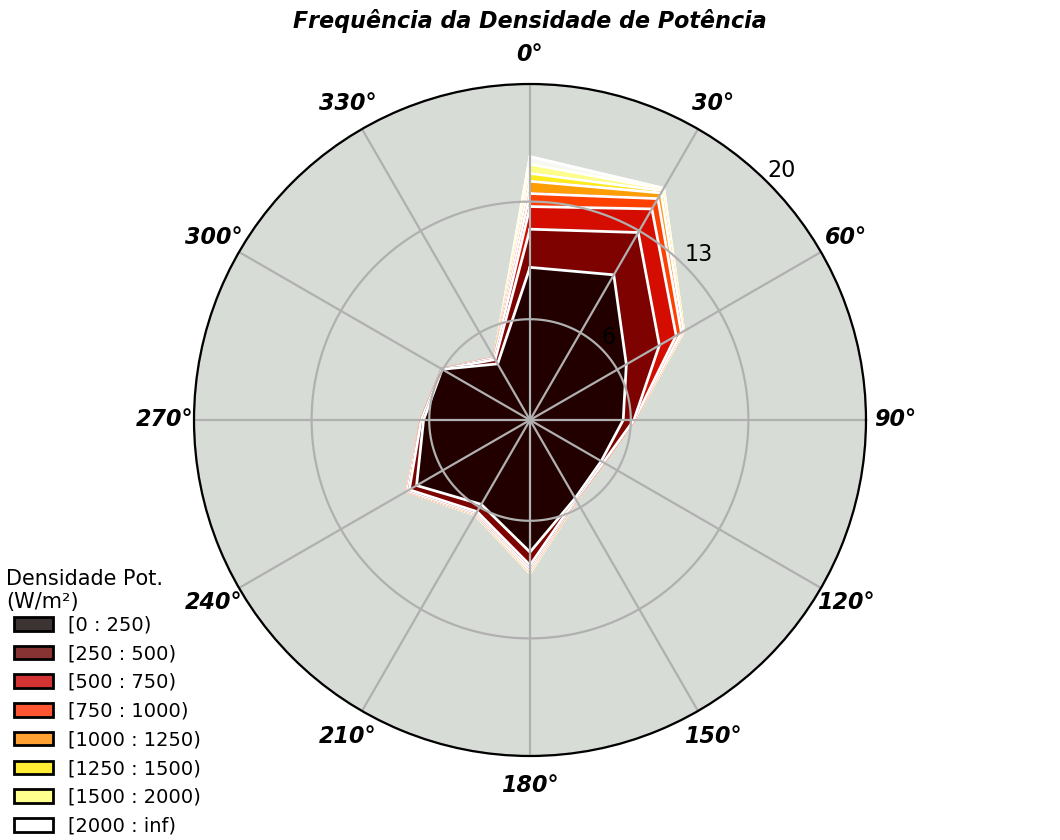 Frequência da Densidade de Potência
0°
30°
60°
90°
120°
150°
180°
210°
240°
270°
300°
330°
6
13
20
Densidade Pot.
(W/m²)
[0 : 250)
[250 : 500)
[500 : 750)
[750 : 1000)
[1000 : 1250)
[1250 : 1500)
[1500 : 2000)
[2000 : inf)